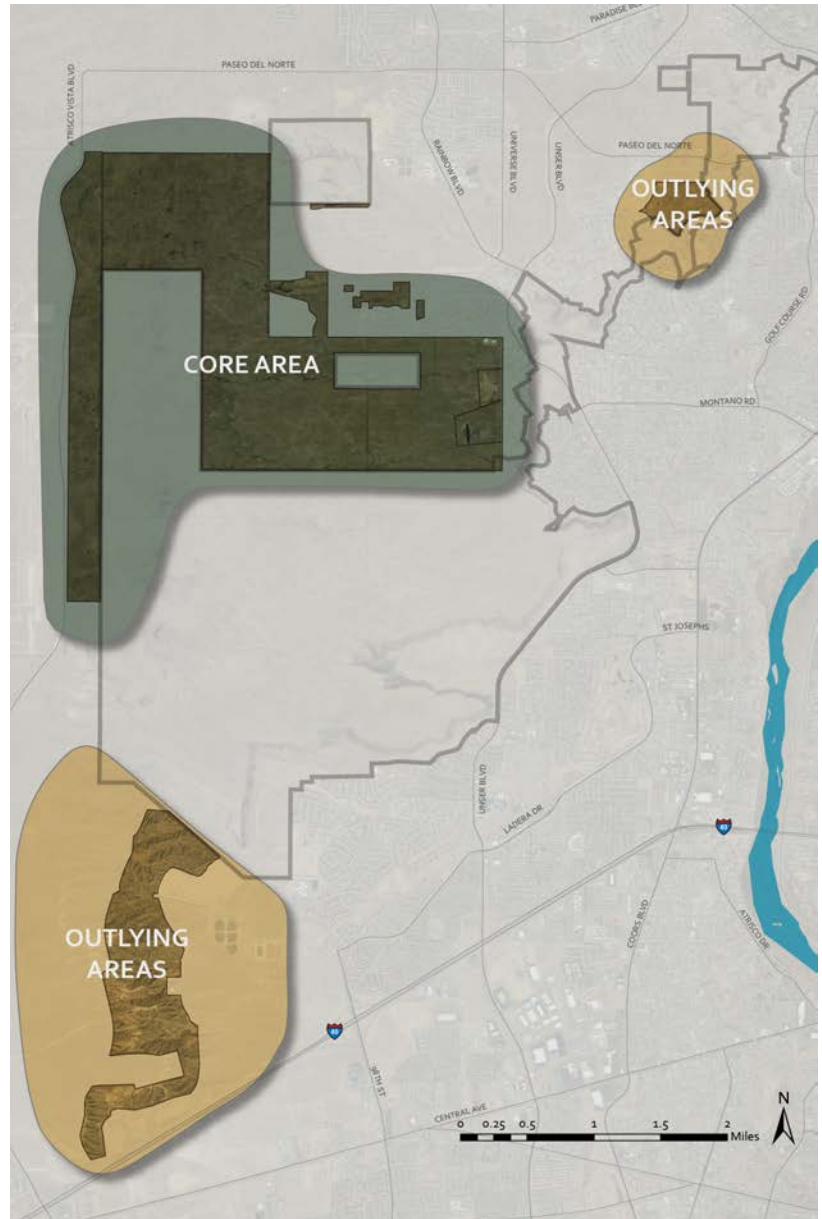 PARADISE BL
PASEO DEL NORTE
ATRISCO VISTA BLVD
RAINBOW BLVD
UNIVERSE BLVD
UNSER BLVD
PASEO DEL NORTE
OUTLYING
AREAS
GOLF COURSE RD
CORE AREA
MONTANO RD
ST JOSEPHS
UNSER BLVD
LADERA DR
40
COORS BLVD
ATRISCO DR
OUTLYING
AREAS
40
98TH ST
CENTRAL AVE
N
0 0.25 0.5 1 1.5 2
Miles